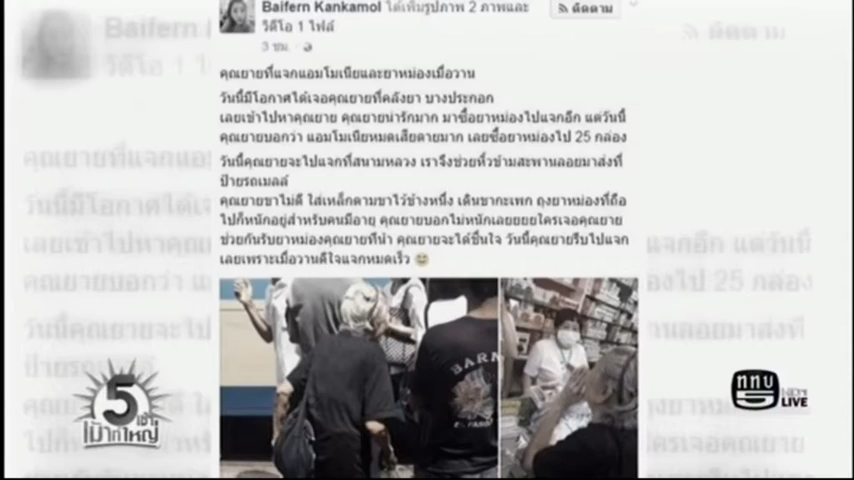 Baifern Kankamol ได้เพิ่มรูปภาพ 2 ภาพและ
วิดีโอ 1 ไฟล์
ติดตาม
3 ชม.
คุณยายที่แจกแอมโมเนียและยาหม่องเมื่อวาน
วันนี้มีโอกาศได้เจอคุณยายที่คลังยา บางประกอก
เลยเข้าไปหาคุณยาย คุณยายน่ารักมาก มาซื้อยาหม่องไปแจกอีก แต่วันนี้
คุณยายบอกว่า แอมโมเนียหมดเสียดายมาก เลยซื้อยาหม่องไป 25 กล่อง
วันนี้คุณยายจะไปแจกที่สนามหลวง เราจึงช่วยหิ้วข้ามสะพานลอยมาส่งที่
ป้ายรถเมลล์
คุณยายขาไม่ดี ใส่เหล็กดามขาไว้ข้างหนึ่ง เดินขากะเพก ถุงยาหม่องที่ถือ
ไปก็หนักอยู่สำหรับคนมีอายุ คุณยายบอกไม่หนักเลยยยยใครเจอคุณยาย
ช่วยกันรับยาหม่องคุณยายทีน้า คุณยายจะได้ชื่นใจ วันนี้คุณยายรีบไปแจก
เลยเพราะเมื่อวานดีใจแจกหมดเร็ว
5
เช้า
เม้าท์ใหญ่
ททบ
5
LIVE